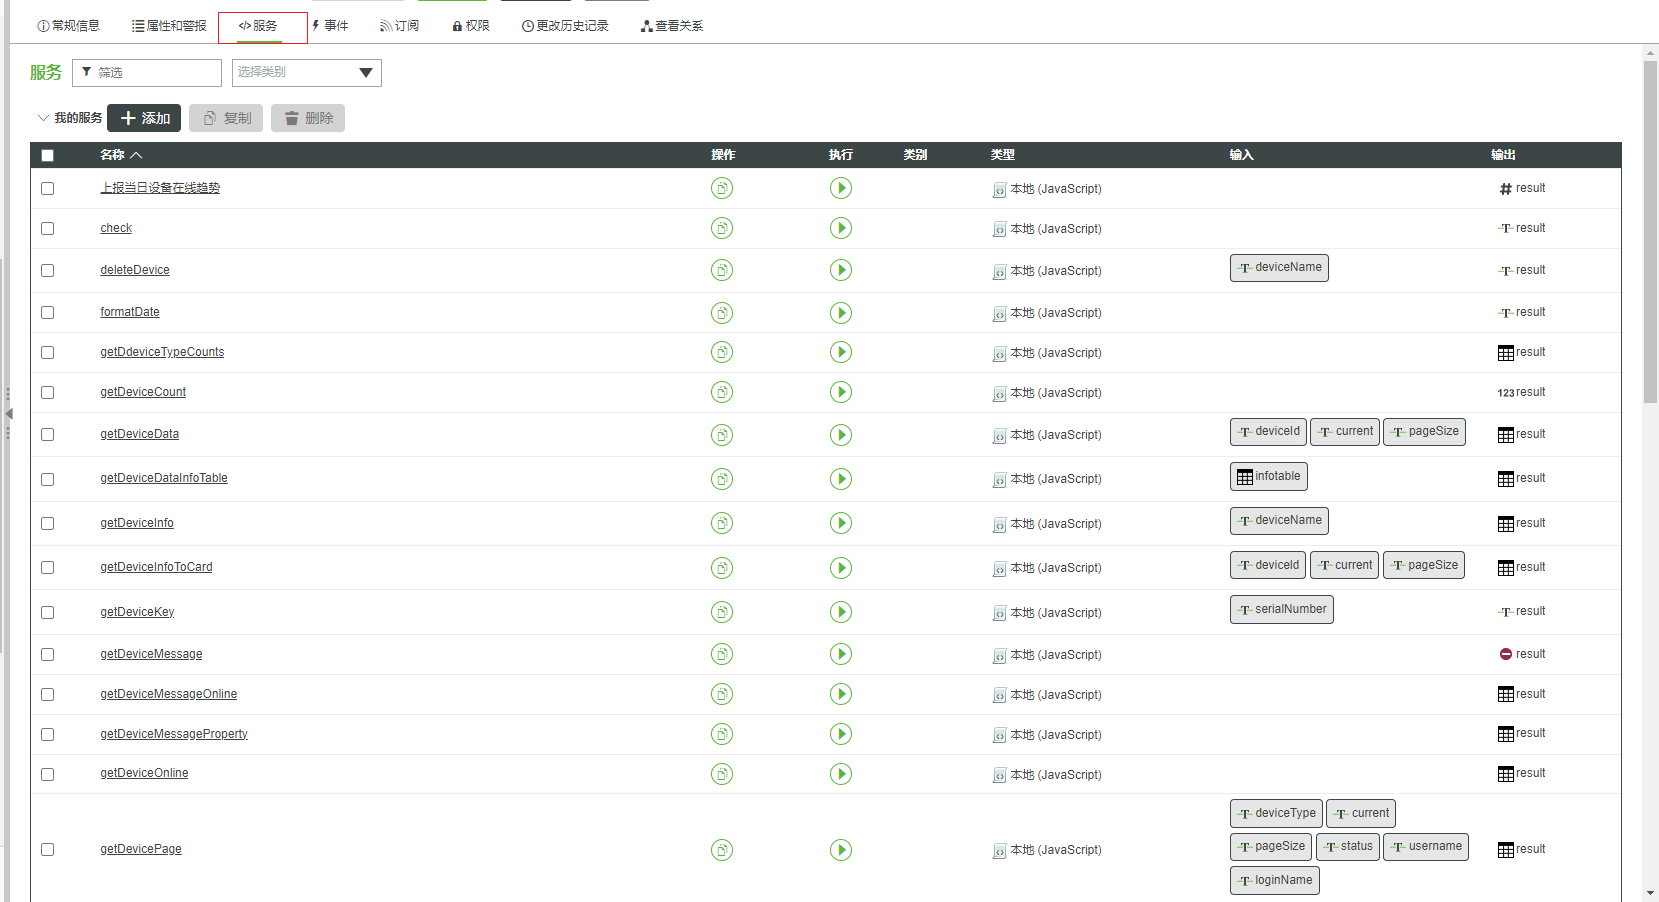 常规信息 属性和警报 </>服务 事件 订阅 权限 更改历史记录 查看关系
服务 筛选 选择类别
我的服务 添加 复制 删除
名称 操作 执行 类别 类型 输入 输出
上报当日设备在线趋势 本地 (JavaScript) # result
check 本地 (JavaScript) T result
deleteDevice 本地 (JavaScript) T deviceName T result
formatDate 本地 (JavaScript) T result
getDdeviceTypeCounts 本地 (JavaScript) result
getDeviceCount 本地 (JavaScript) 123 result
getDeviceData 本地 (JavaScript) T deviceId T current T pageSize result
getDeviceDataInfoTable 本地 (JavaScript) infotable result
getDeviceInfo 本地 (JavaScript) T deviceName result
getDeviceInfoToCard 本地 (JavaScript) T deviceId T current T pageSize result
getDeviceKey 本地 (JavaScript) T serialNumber T result
getDeviceMessage 本地 (JavaScript) result
getDeviceMessageOnline 本地 (JavaScript) result
getDeviceMessageProperty 本地 (JavaScript) result
getDeviceOnline 本地 (JavaScript) result
T deviceType T current
getDevicePage 本地 (JavaScript) T pageSize T status T username result
T loginName